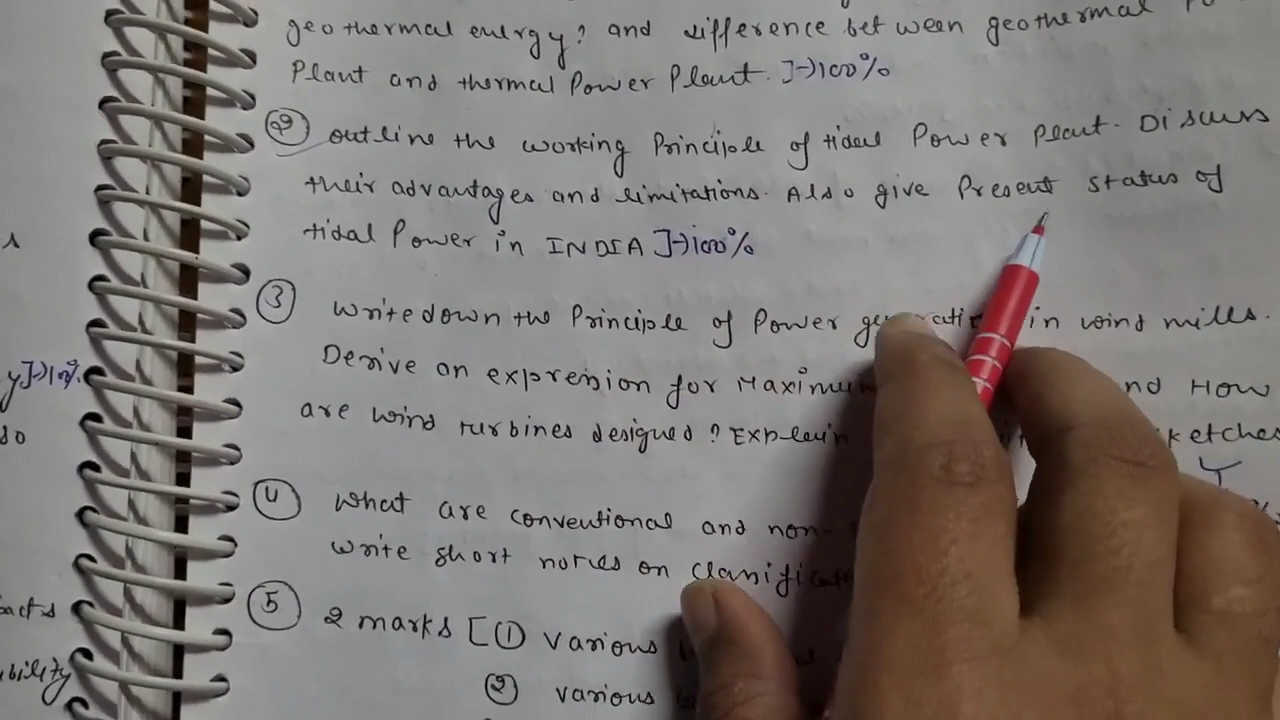 geothermal energy? and difference between geothermal
Plant and thermal Power Plant. ]→100%
② outline the working Principle of tidal Power Plant. Discuss
their advantages and limitations. Also give Present status of
tidal Power in INDIA ]→100%
③ write down the Principle of Power generation in wind mills.
Derive an expression for Maximum and How
are wind turbines designed? Explain sketches
④ what are conventional and non-
write short notes on
⑤ 2 marks [① various
② various